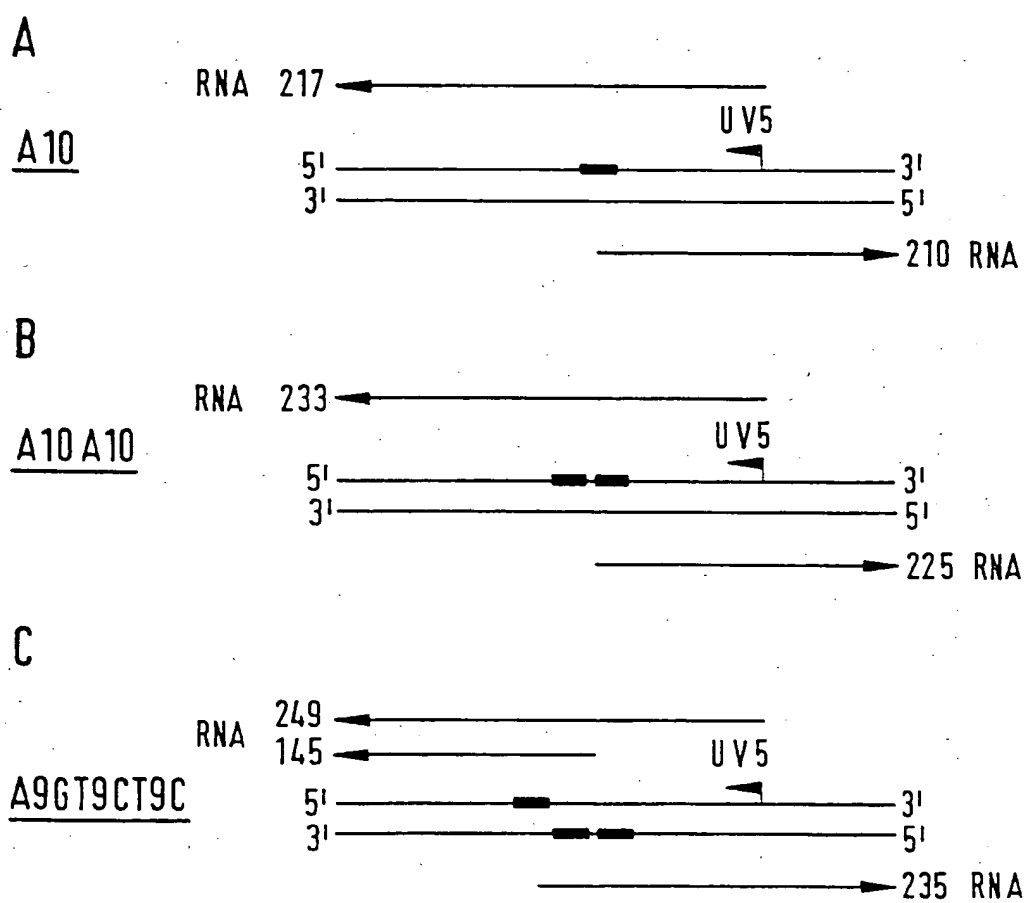 A
RNA 217
UV5
A10
5' 3'
3' 5'
210 RNA
B
RNA 233
UV5
A10 A10
5' 3'
3' 5'
225 RNA
C
249
RNA
145
UV5
A9GT9CT9C
5' 3'
3' 5'
235 RNA